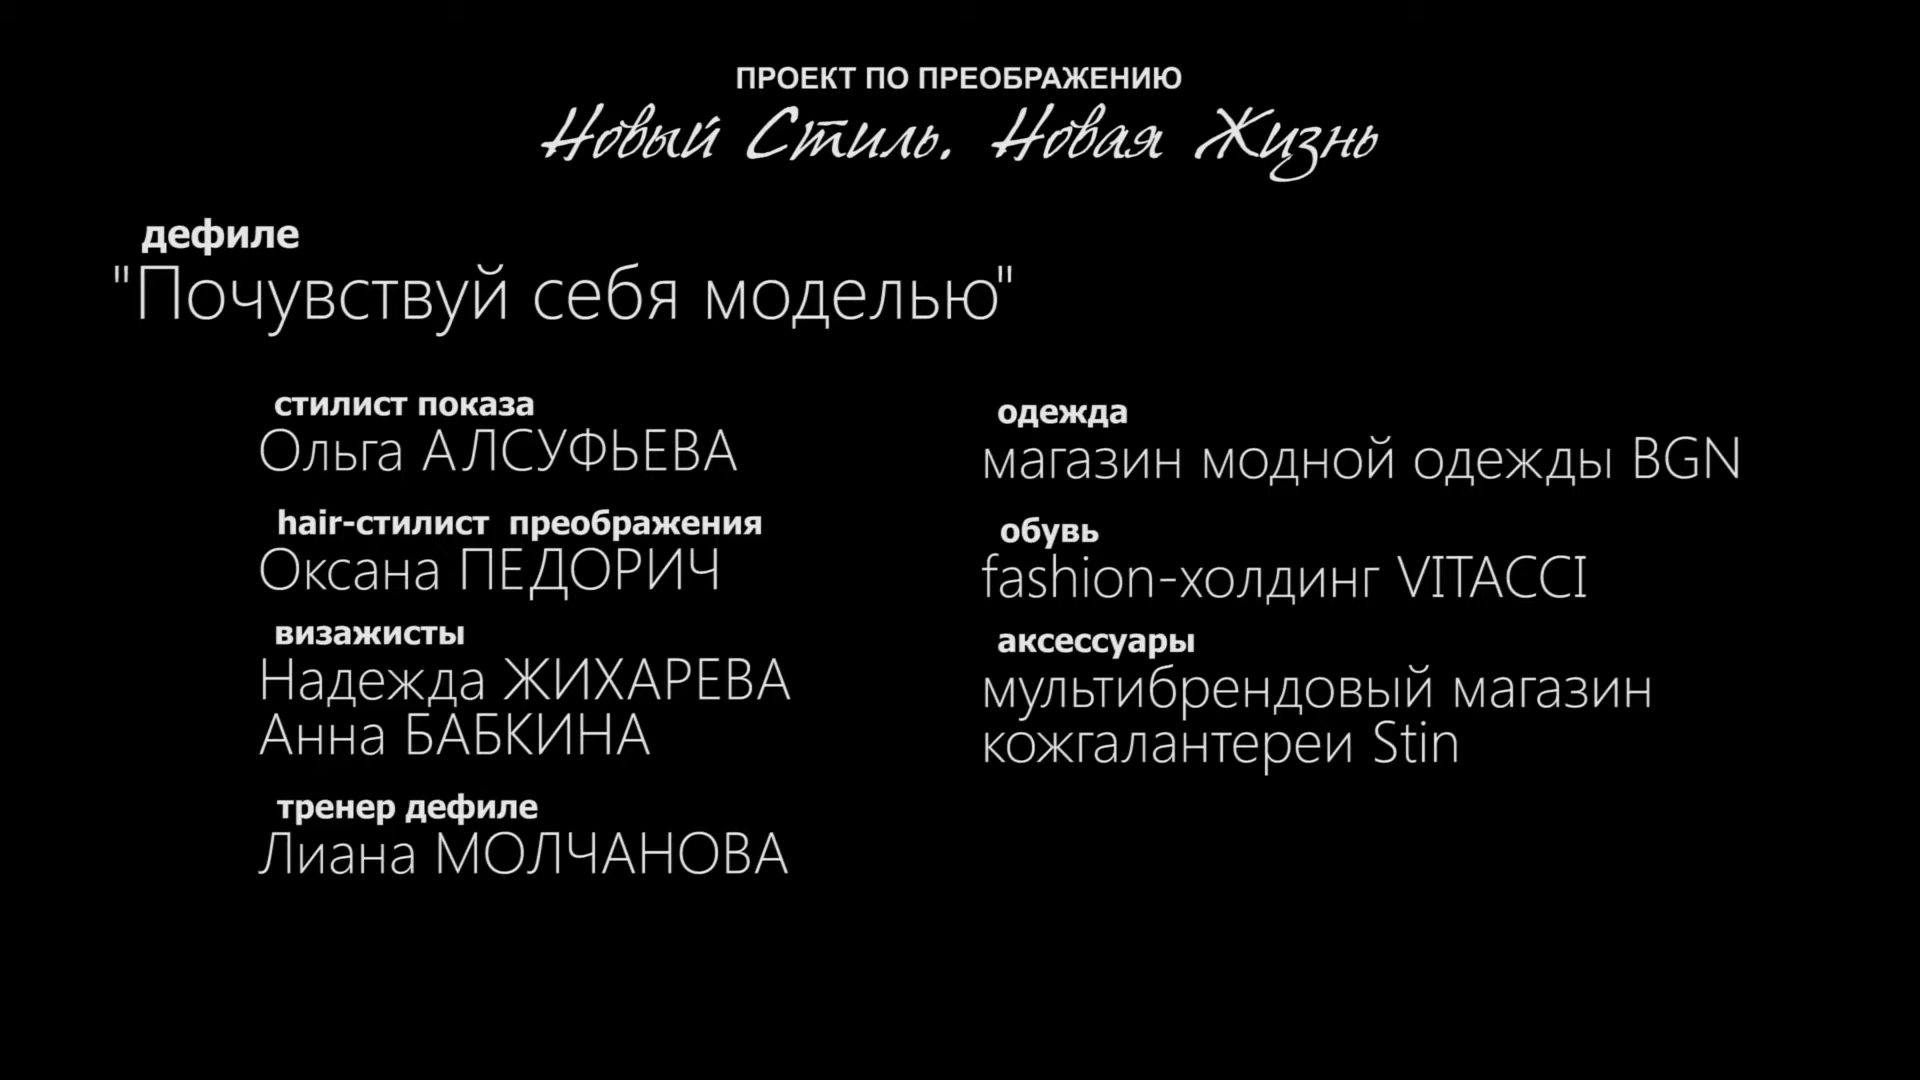 ПРОЕКТ ПО ПРЕОБРАЖЕНИЮ
Новый Стиль. Новая Жизнь
дефиле
"Почувствуй себя моделью"
стилист показа
Ольга АЛСУФЬЕВА
hair-стилист преображения
Оксана ПЕДОРИЧ
визажисты
Надежда ЖИХАРЕВА
Анна БАБКИНА
тренер дефиле
Лиана МОЛЧАНОВА
одежда
магазин модной одежды BGN
обувь
fashion-холдинг VITACCI
аксессуары
мультибрендовый магазин
кожгалантереи Stin